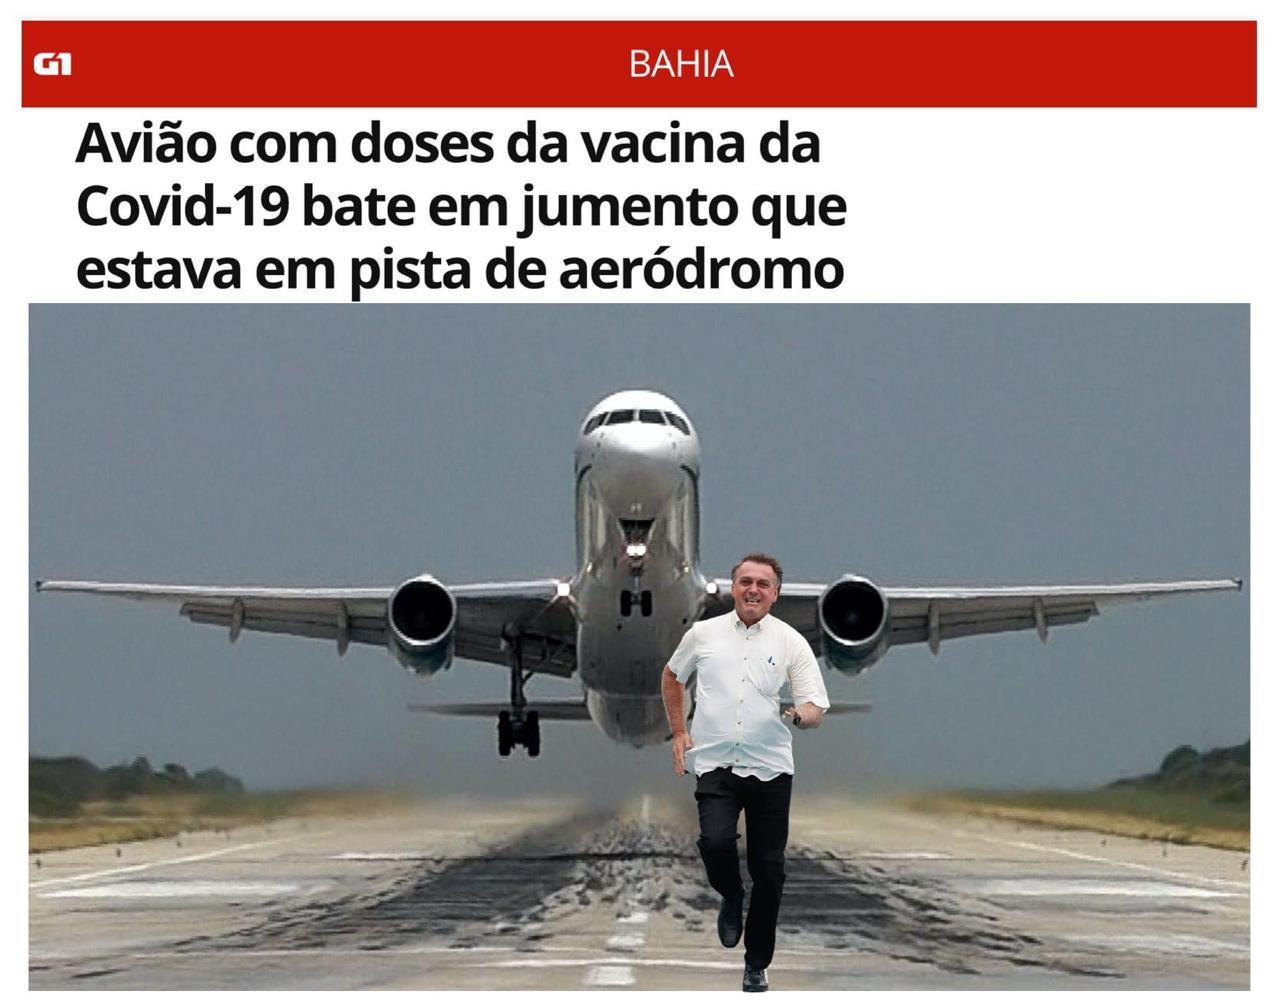 G1
BAHIA
Avião com doses da vacina da
Covid-19 bate em jumento que
estava em pista de aeródromo